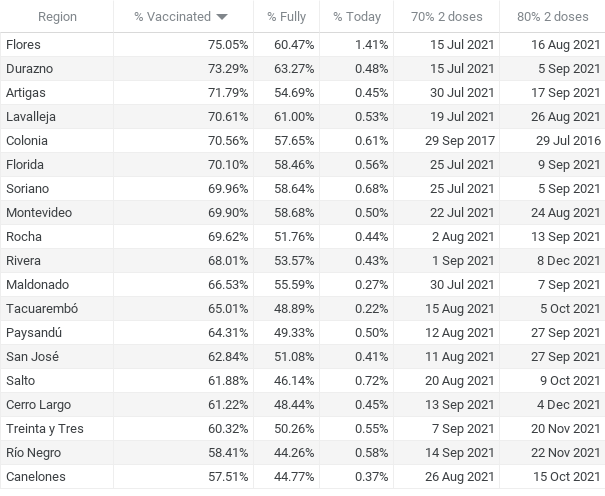 Region % Vaccinated % Fully % Today 70% 2 doses 80% 2 doses
Flores 75.05% 60.47% 1.41% 15 Jul 2021 16 Aug 2021
Durazno 73.29% 63.27% 0.48% 15 Jul 2021 5 Sep 2021
Artigas 71.79% 54.69% 0.45% 30 Jul 2021 17 Sep 2021
Lavalleja 70.61% 61.00% 0.53% 19 Jul 2021 26 Aug 2021
Colonia 70.56% 57.65% 0.61% 29 Sep 2017 29 Jul 2016
Florida 70.10% 58.46% 0.56% 25 Jul 2021 9 Sep 2021
Soriano 69.96% 58.64% 0.68% 25 Jul 2021 5 Sep 2021
Montevideo 69.90% 58.68% 0.50% 22 Jul 2021 24 Aug 2021
Rocha 69.62% 51.76% 0.44% 2 Aug 2021 13 Sep 2021
Rivera 68.01% 53.57% 0.43% 1 Sep 2021 8 Dec 2021
Maldonado 66.53% 55.59% 0.27% 30 Jul 2021 7 Sep 2021
Tacuarembó 65.01% 48.89% 0.22% 15 Aug 2021 5 Oct 2021
Paysandú 64.31% 49.33% 0.50% 12 Aug 2021 27 Sep 2021
San José 62.84% 51.08% 0.41% 11 Aug 2021 27 Sep 2021
Salto 61.88% 46.14% 0.72% 20 Aug 2021 9 Oct 2021
Cerro Largo 61.22% 48.44% 0.45% 13 Sep 2021 4 Dec 2021
Treinta y Tres 60.32% 50.26% 0.55% 7 Sep 2021 20 Nov 2021
Río Negro 58.41% 44.26% 0.58% 14 Sep 2021 22 Nov 2021
Canelones 57.51% 44.77% 0.37% 26 Aug 2021 15 Oct 2021